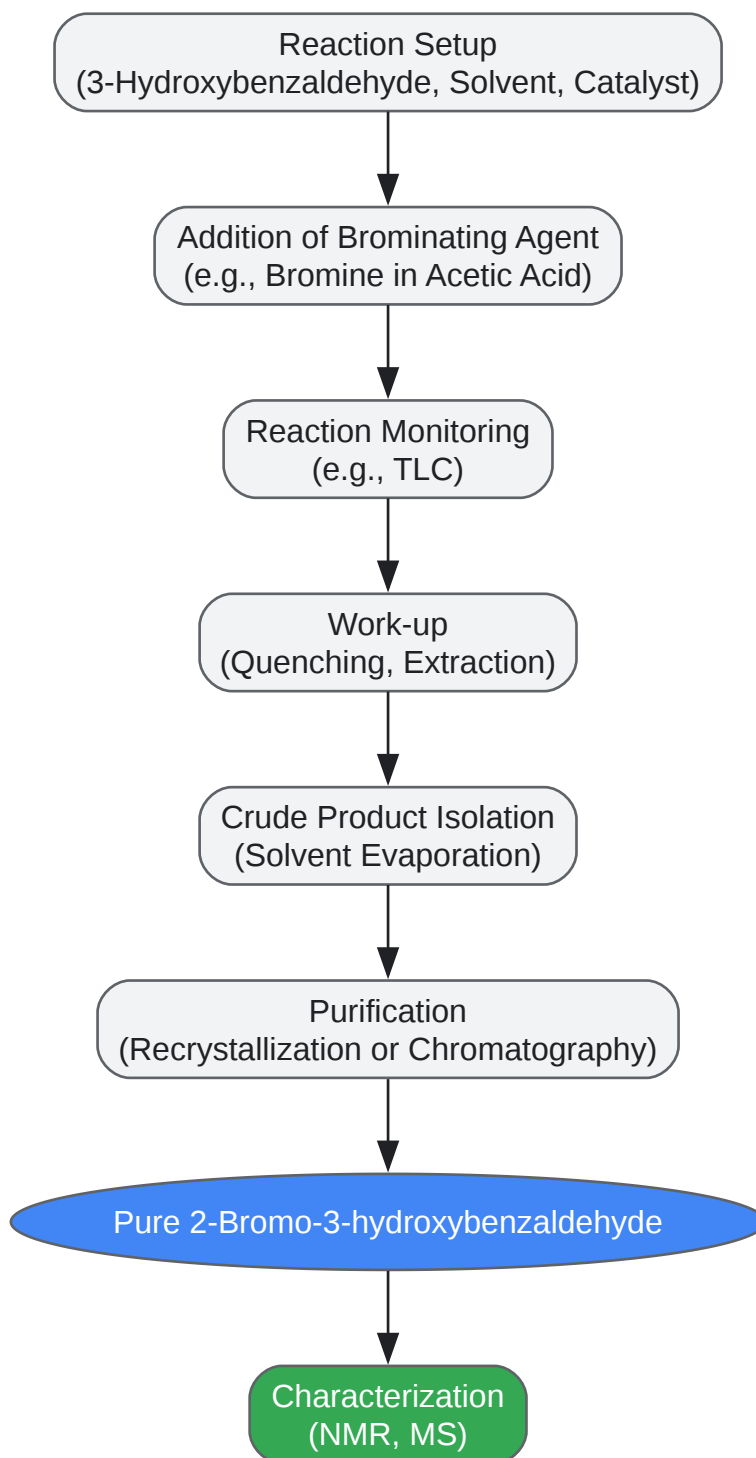 Reaction Setup
(3-Hydroxybenzaldehyde, Solvent, Catalyst)
Addition of Brominating Agent
(e.g., Bromine in Acetic Acid)
Reaction Monitoring
(e.g., TLC)
Work-up
(Quenching, Extraction)
Crude Product Isolation
(Solvent Evaporation)
Purification
(Recrystallization or Chromatography)
Pure 2-Bromo-3-hydroxybenzaldehyde
Characterization
(NMR, MS)